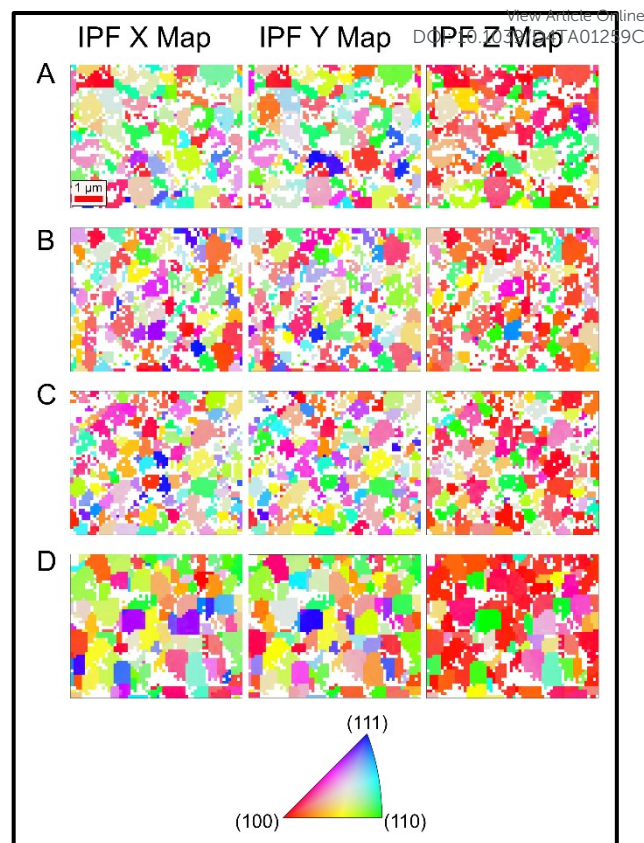 View Article Online
IPF X Map IPF Y Map IPF Z Map
A
1 µm
B
C
D
(111)
(100)
(110)